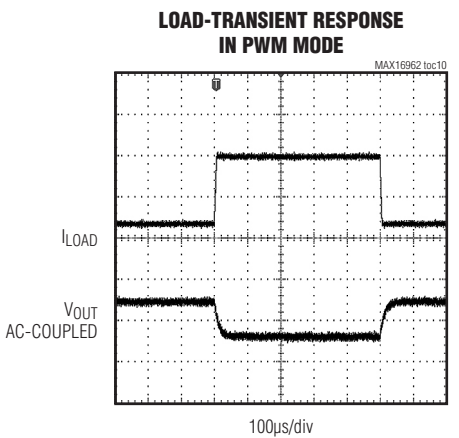 LOAD-TRANSIENT RESPONSE
IN PWM MODE
MAX16962 toc10
T
ILOAD
VOUT
AC-COUPLED
100µs/div